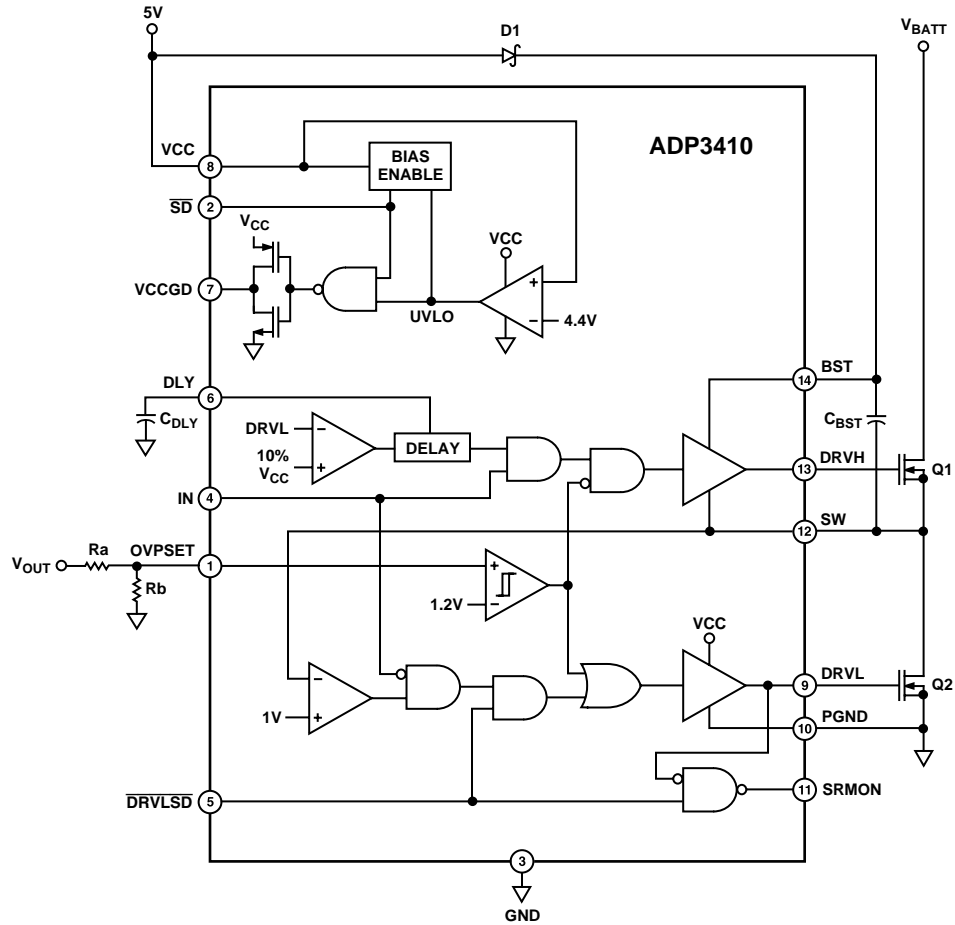 5V
D1
VBATT
ADP3410
VCC
8
BIAS
ENABLE
SD
2
VCC
VCC
+
VCCGD
7
UVLO
−
4.4V
DLY
6
14
BST
CDLY
CBST
DRVL
−
DELAY
10%
VCC
+
13
DRVH
Q1
IN
4
12
SW
VOUT
Ra
OVPSET
1
+
Rb
1.2V
−
VCC
−
9
DRVL
Q2
1V
+
10
PGND
DRVLSD
5
11
SRMON
3
GND